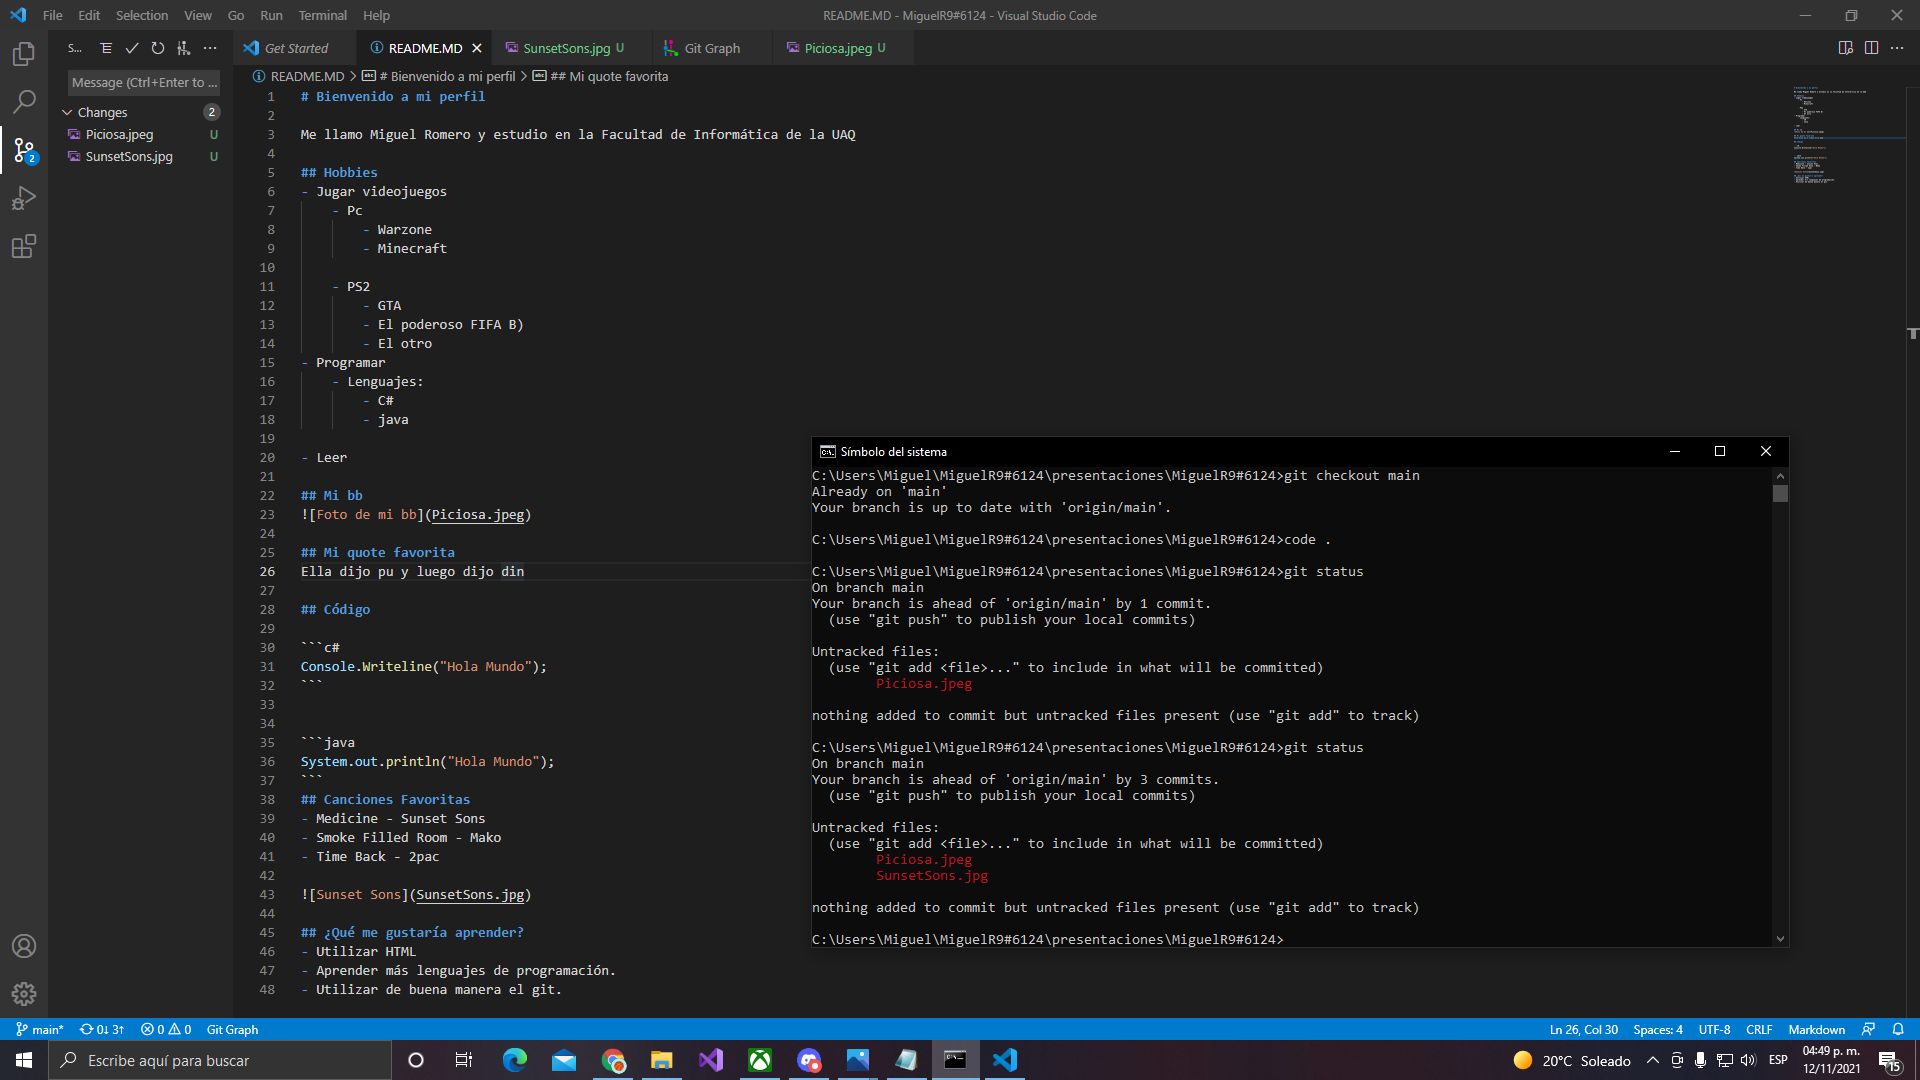 File Edit Selection View Go Run Terminal Help
README.MD - MiguelR9#6124 - Visual Studio Code
S...
Get Started
README.MD
SunsetSons.jpg U
Git Graph
Piciosa.jpeg U
Message (Ctrl+Enter to ...
Changes 2
Piciosa.jpeg U
SunsetSons.jpg U
2
README.MD > # Bienvenido a mi perfil > ## Mi quote favorita
1 # Bienvenido a mi perfil
2
3 Me llamo Miguel Romero y estudio en la Facultad de Informática de la UAQ
4
5 ## Hobbies
6 - Jugar videojuegos
7 - Pc
8 - Warzone
9 - Minecraft
10
11 - PS2
12 - GTA
13 - El poderoso FIFA B)
14 - El otro
15 - Programar
16 - Lenguajes:
17 - C#
18 - java
19
20 - Leer
21
22 ## Mi bb
23 ![Foto de mi bb](Piciosa.jpeg)
24
25 ## Mi quote favorita
26 Ella dijo pu y luego dijo din
27
28 ## Código
29
30 ```c#
31 Console.Writeline("Hola Mundo");
32 ```
33
34
35 ```java
36 System.out.println("Hola Mundo");
37 ```
38 ## Canciones Favoritas
39 - Medicine - Sunset Sons
40 - Smoke Filled Room - Mako
41 - Time Back - 2pac
42
43 ![Sunset Sons](SunsetSons.jpg)
44
45 ## ¿Qué me gustaría aprender?
46 - Utilizar HTML
47 - Aprender más lenguajes de programación.
48 - Utilizar de buena manera el git.
Símbolo del sistema
C:\Users\Miguel\MiguelR9#6124\presentaciones\MiguelR9#6124>git checkout main
Already on 'main'
Your branch is up to date with 'origin/main'.
C:\Users\Miguel\MiguelR9#6124\presentaciones\MiguelR9#6124>code .
C:\Users\Miguel\MiguelR9#6124\presentaciones\MiguelR9#6124>git status
On branch main
Your branch is ahead of 'origin/main' by 1 commit.
(use "git push" to publish your local commits)
Untracked files:
(use "git add <file>..." to include in what will be committed)
Piciosa.jpeg
nothing added to commit but untracked files present (use "git add" to track)
C:\Users\Miguel\MiguelR9#6124\presentaciones\MiguelR9#6124>git status
On branch main
Your branch is ahead of 'origin/main' by 3 commits.
(use "git push" to publish your local commits)
Untracked files:
(use "git add <file>..." to include in what will be committed)
Piciosa.jpeg
SunsetSons.jpg
nothing added to commit but untracked files present (use "git add" to track)
C:\Users\Miguel\MiguelR9#6124\presentaciones\MiguelR9#6124>
main* 0↓ 3↑ 0 0 Git Graph
Ln 26, Col 30 Spaces: 4 UTF-8 CRLF Markdown
Escribe aquí para buscar
20°C Soleado
ESP
04:49 p. m.
12/11/2021
15